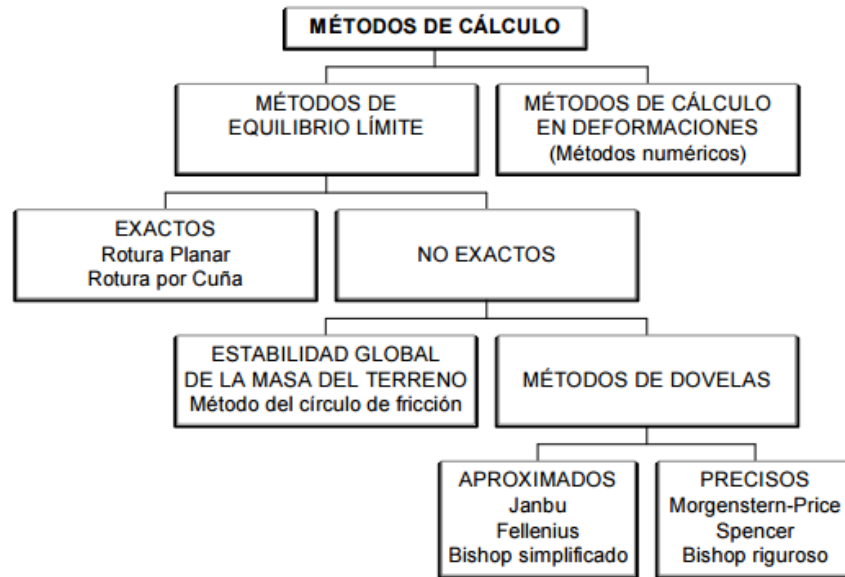 MÉTODOS DE CÁLCULO
MÉTODOS DE
EQUILIBRIO LÍMITE
MÉTODOS DE CÁLCULO
EN DEFORMACIONES
(Métodos numéricos)
EXACTOS
Rotura Planar
Rotura por Cuña
NO EXACTOS
ESTABILIDAD GLOBAL
DE LA MASA DEL TERRENO
Método del círculo de fricción
MÉTODOS DE DOVELAS
APROXIMADOS
Janbu
Fellenius
Bishop simplificado
PRECISOS
Morgenstern-Price
Spencer
Bishop riguroso